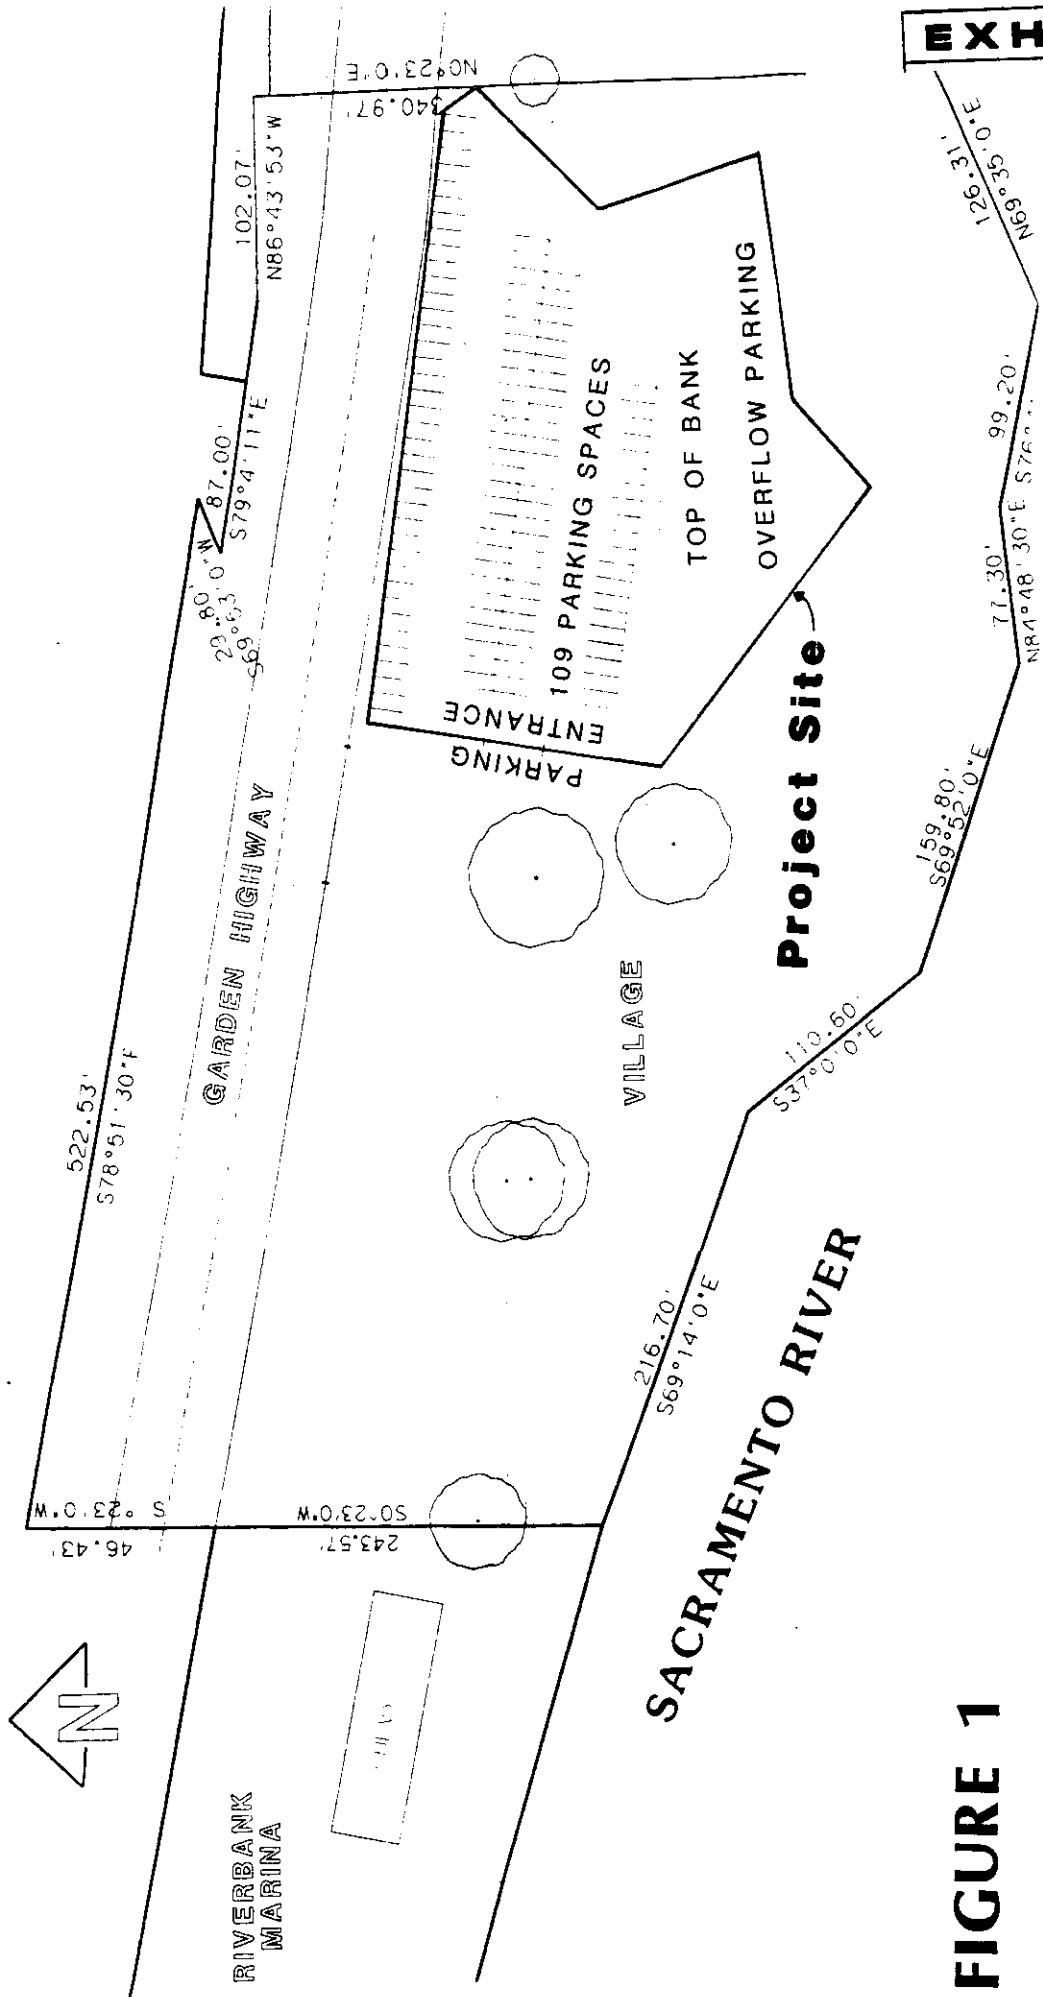 EXH
N
RIVERBANK
MARINA
46.43'
S °23'0"W
243.57'
S0°23'0"W
522.53'
S78°51'30"E
GARDEN HIGHWAY
29.80'
S69°53'0"W
87.00'
S79°4'11"E
102.07'
N86°43'53"W
340.97'
N0°23'0"E
PARKING
ENTRANCE
109 PARKING SPACES
TOP OF BANK
OVERFLOW PARKING
VILLAGE
Project Site
216.70'
S69°14'0"E
110.60'
S37°0'0"E
159.80'
S69°52'0"E
77.30'
N84°48'30"E
99.20'
S76°
126.31'
N69°35'0"E
SACRAMENTO RIVER
FIGURE 1